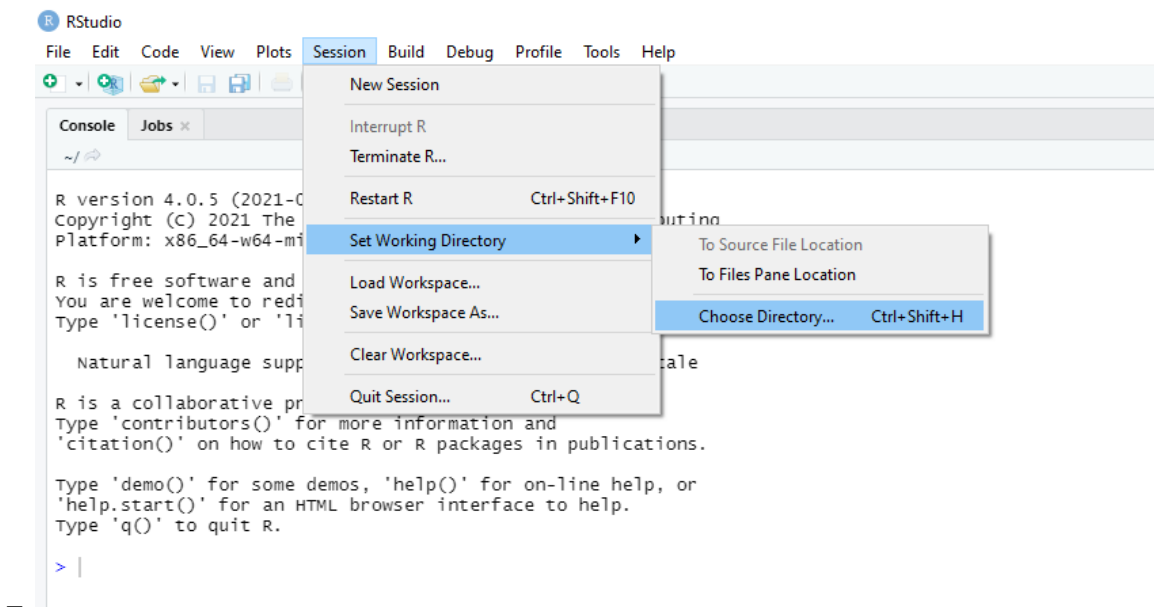 RStudio
File Edit Code View Plots Session Build Debug Profile Tools Help
New Session
Interrupt R
Terminate R...
Restart R Ctrl+Shift+F10
Set Working Directory
To Source File Location
To Files Pane Location
Choose Directory... Ctrl+Shift+H
Load Workspace...
Save Workspace As...
Clear Workspace...
Quit Session... Ctrl+Q
Console Jobs
~/
R version 4.0.5 (2021-0
Copyright (C) 2021 The uting
Platform: x86_64-w64-mi
R is free software and
You are welcome to redi
Type 'license()' or 'li
Natural language supp ale
R is a collaborative pr
Type 'contributors()' for more information and
'citation()' on how to cite R or R packages in publications.
Type 'demo()' for some demos, 'help()' for on-line help, or
'help.start()' for an HTML browser interface to help.
Type 'q()' to quit R.
>